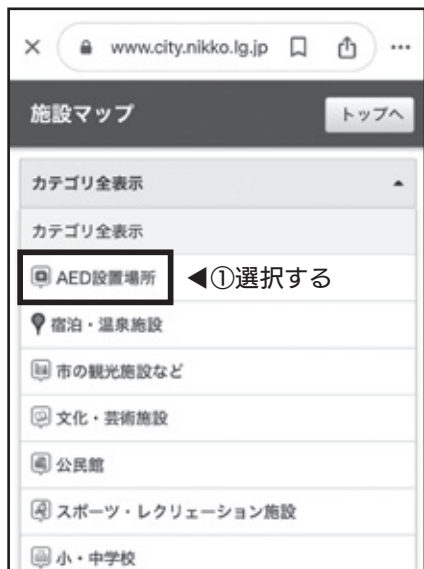 www.city.nikko.lg.jp
施設マップ
トップへ
カテゴリ全表示
カテゴリ全表示
AED設置場所 ◀①選択する
宿泊・温泉施設
市の観光施設など
文化・芸術施設
公民館
スポーツ・レクリェーション施設
小・中学校